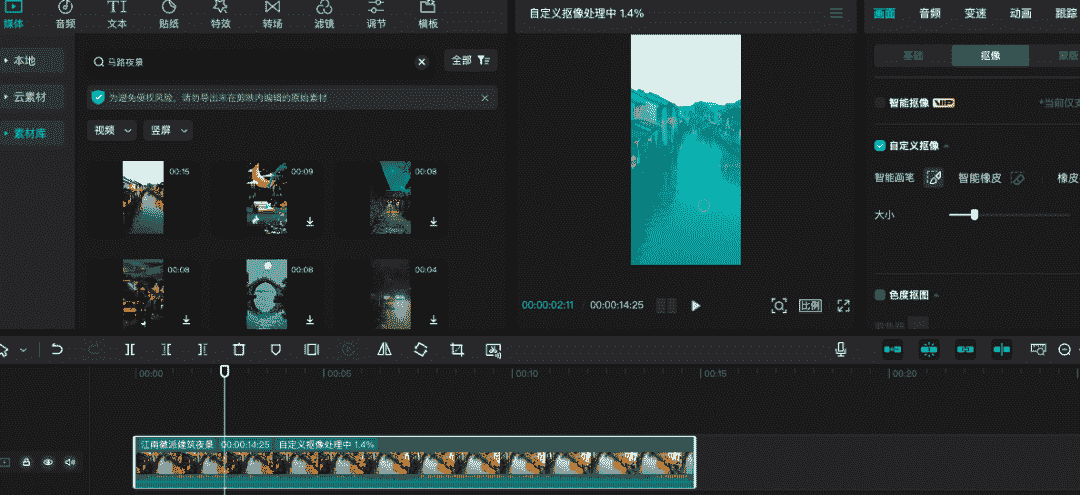 媒体 音频 文本 贴纸 特效 转场 滤镜 调节 模板
自定义抠像处理中 1.4%
画面 音频 变速 动画 跟踪
本地
云素材
素材库
马路夜景
全部
为避免侵权风险，请勿导出未在剪映内编辑的原始素材
视频 竖屏
00:15 00:09 00:08
00:08 00:08 00:04
基础 抠像 蒙版
智能抠像 VIP *当前仅支
自定义抠像
智能画笔 智能橡皮 橡皮
大小
色度抠图
00:00:02:11 00:00:14:25
比例
00:00 00:05 00:10 00:15 00:20
江南徽派建筑夜景 00:00:14:25 自定义抠像处理中 1.4%